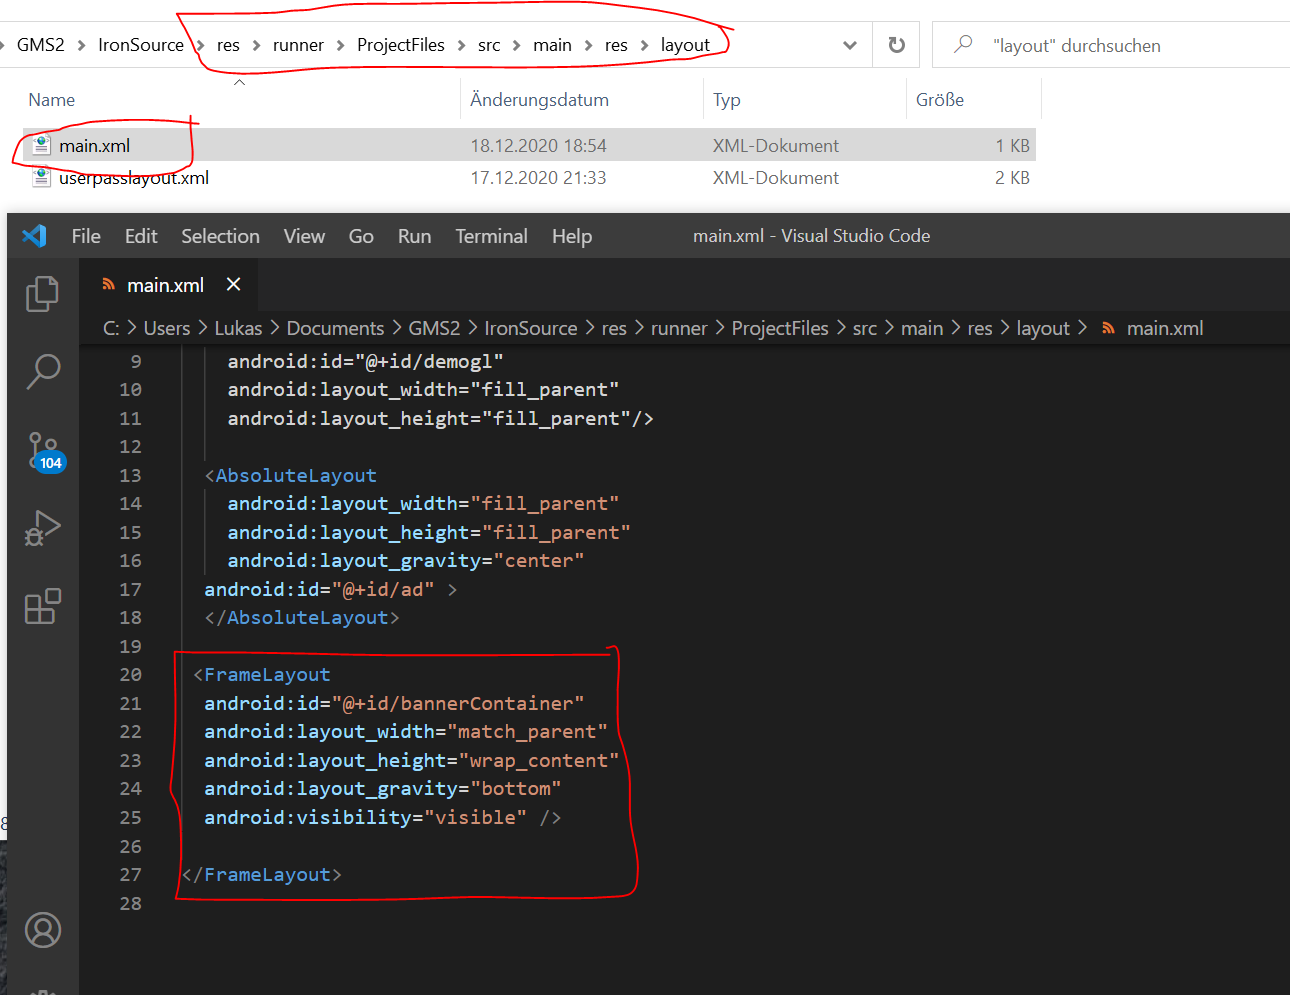 GMS2 > IronSource > res > runner > ProjectFiles > src > main > res > layout
"layout" durchsuchen
Name Änderungsdatum Typ Größe
main.xml 18.12.2020 18:54 XML-Dokument 1 KB
userpasslayout.xml 17.12.2020 21:33 XML-Dokument 2 KB
File Edit Selection View Go Run Terminal Help main.xml - Visual Studio Code
main.xml
C: > Users > Lukas > Documents > GMS2 > IronSource > res > runner > ProjectFiles > src > main > res > layout > main.xml
9 android:id="@+id/demogl"
10 android:layout_width="fill_parent"
11 android:layout_height="fill_parent"/>
12
13 <AbsoluteLayout
14 android:layout_width="fill_parent"
15 android:layout_height="fill_parent"
16 android:layout_gravity="center"
17 android:id="@+id/ad" >
18 </AbsoluteLayout>
19
20 <FrameLayout
21 android:id="@+id/bannerContainer"
22 android:layout_width="match_parent"
23 android:layout_height="wrap_content"
24 android:layout_gravity="bottom"
25 android:visibility="visible" />
26
27 </FrameLayout>
28
104
8